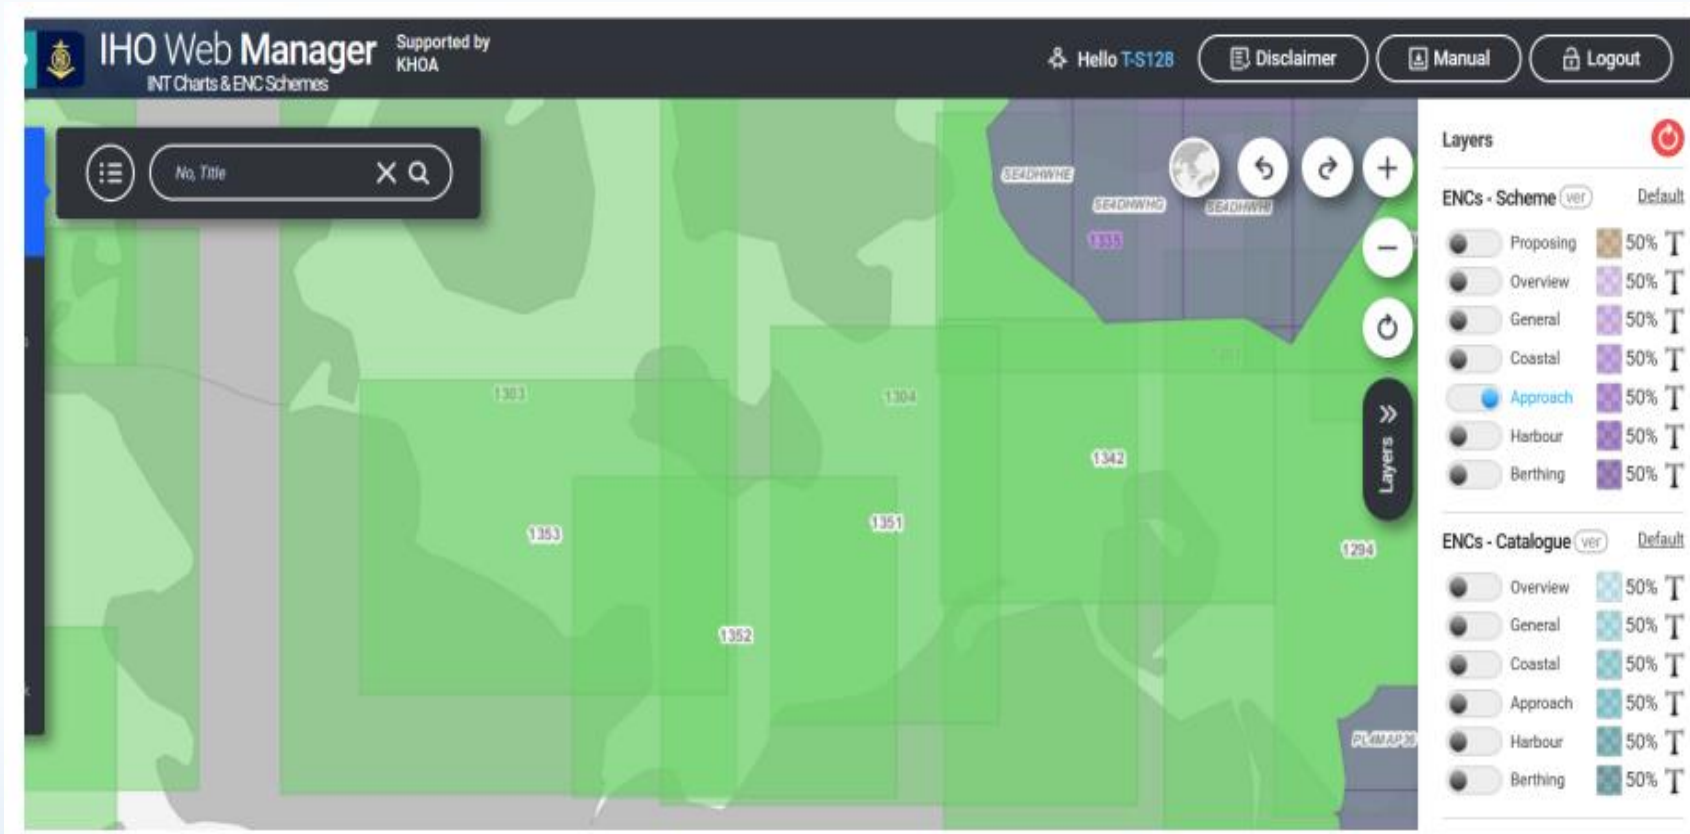 IHO Web Manager
INT Charts & ENC Schemes
Supported by
KHOA
Hello T-S128
Disclaimer
Manual
Logout
No, Title
SE4DHWHE
SE4DHWHG
SE4DHWHI
1335
1303
1304
1342
1353
1351
1294
1352
Layers
Layers
ENCs - Scheme ver Default
Proposing 50% T
Overview 50% T
General 50% T
Coastal 50% T
Approach 50% T
Harbour 50% T
Berthing 50% T
ENCs - Catalogue ver Default
Overview 50% T
General 50% T
Coastal 50% T
Approach 50% T
Harbour 50% T
Berthing 50% T